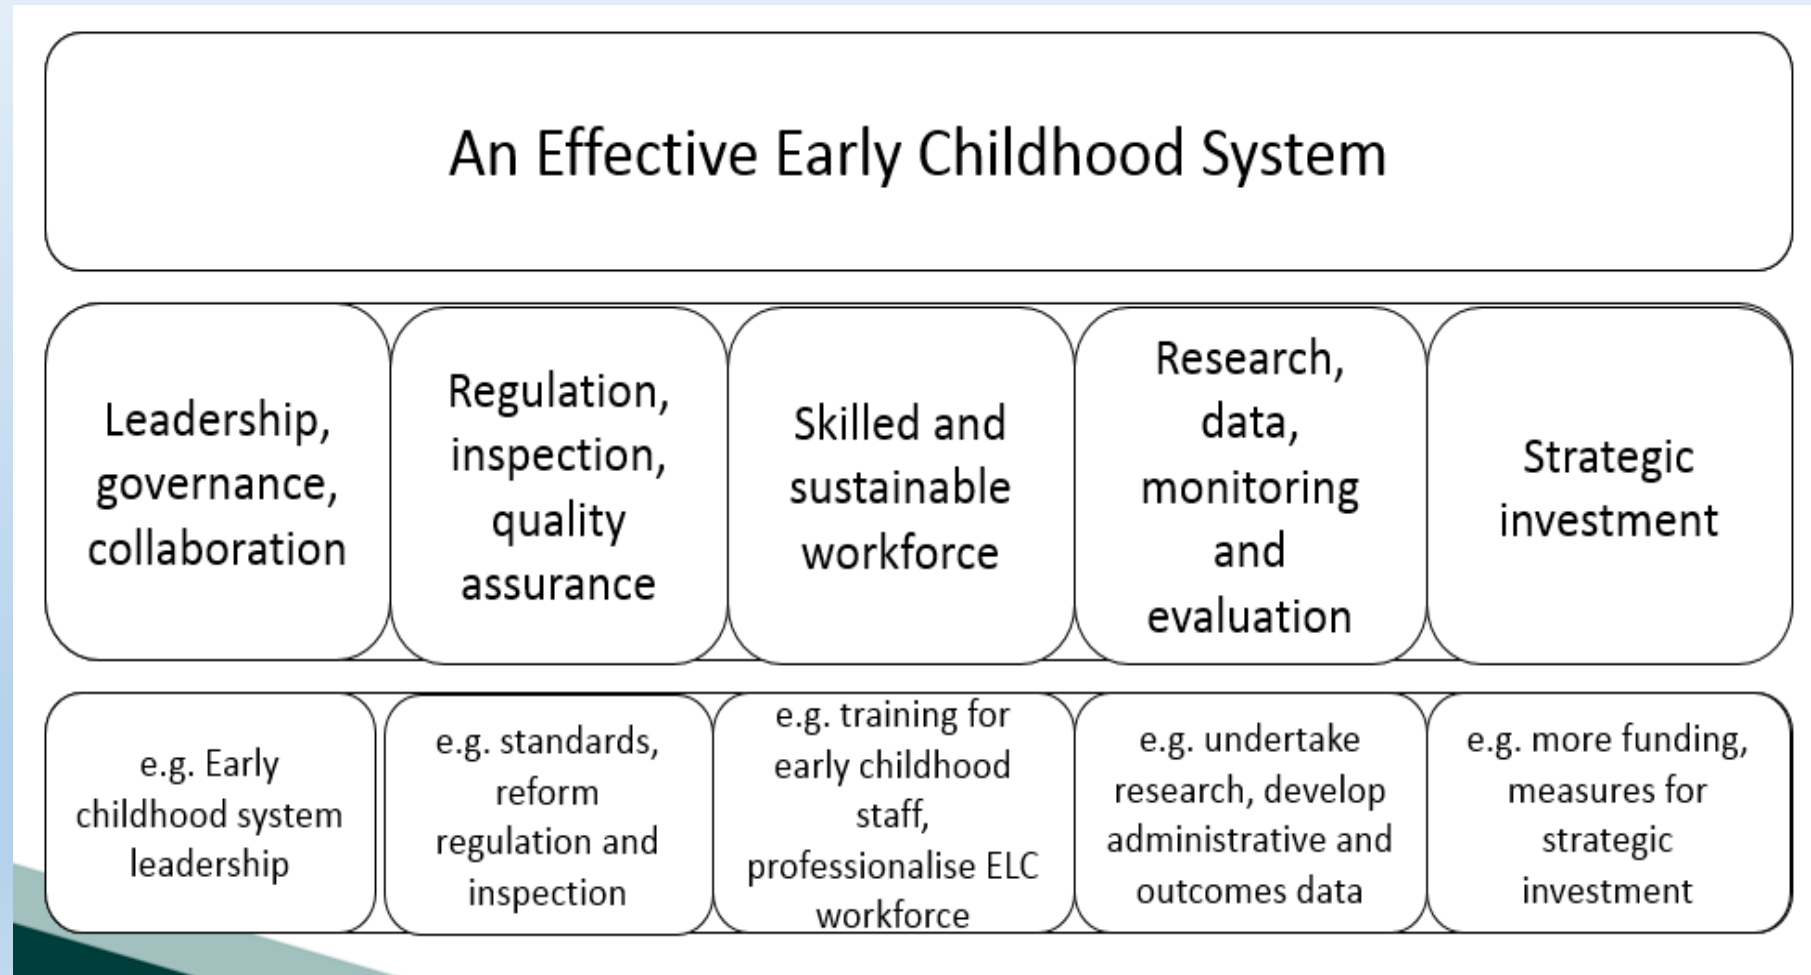 An Effective Early Childhood System
Leadership,
governance,
collaboration
Regulation,
inspection,
quality
assurance
Skilled and
sustainable
workforce
Research,
data,
monitoring
and
evaluation
Strategic
investment
e.g. Early
childhood system
leadership
e.g. standards,
reform
regulation and
inspection
e.g. training for
early childhood
staff,
professionalise ELC
workforce
e.g. undertake
research, develop
administrative and
outcomes data
e.g. more funding,
measures for
strategic
investment